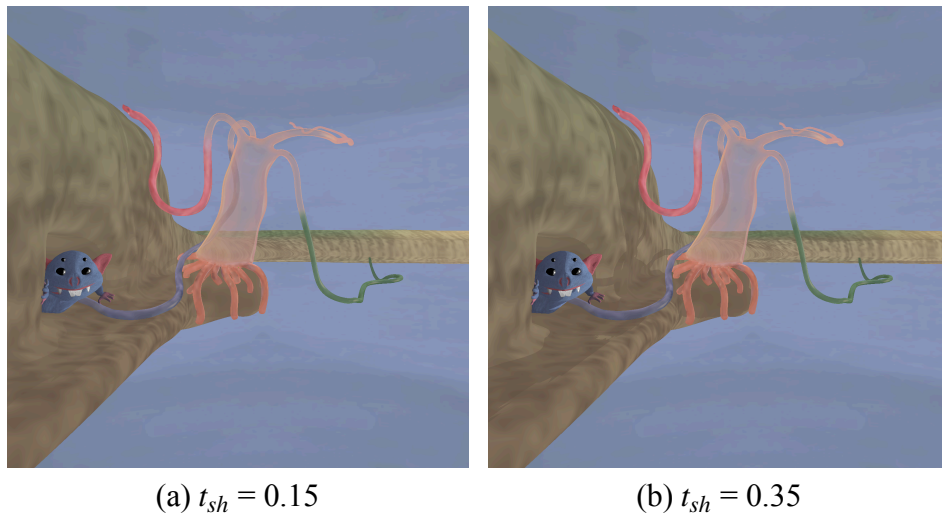 (a) t_sh = 0.15
(b) t_sh = 0.35